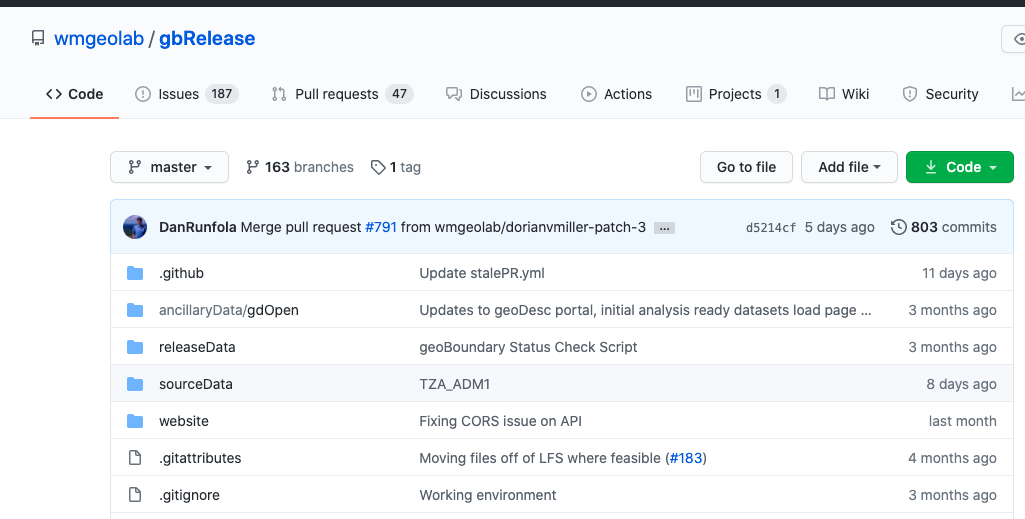 wmgeolab / gbRelease
Code Issues 187 Pull requests 47 Discussions Actions Projects 1 Wiki Security
master 163 branches 1 tag Go to file Add file Code
DanRunfola Merge pull request #791 from wmgeolab/dorianvmiller-patch-3 ... d5214cf 5 days ago 803 commits
.github Update stalePR.yml 11 days ago
ancillaryData/gdOpen Updates to geoDesc portal, initial analysis ready datasets load page ... 3 months ago
releaseData geoBoundary Status Check Script 3 months ago
sourceData TZA_ADM1 8 days ago
website Fixing CORS issue on API last month
.gitattributes Moving files off of LFS where feasible (#183) 4 months ago
.gitignore Working environment 3 months ago